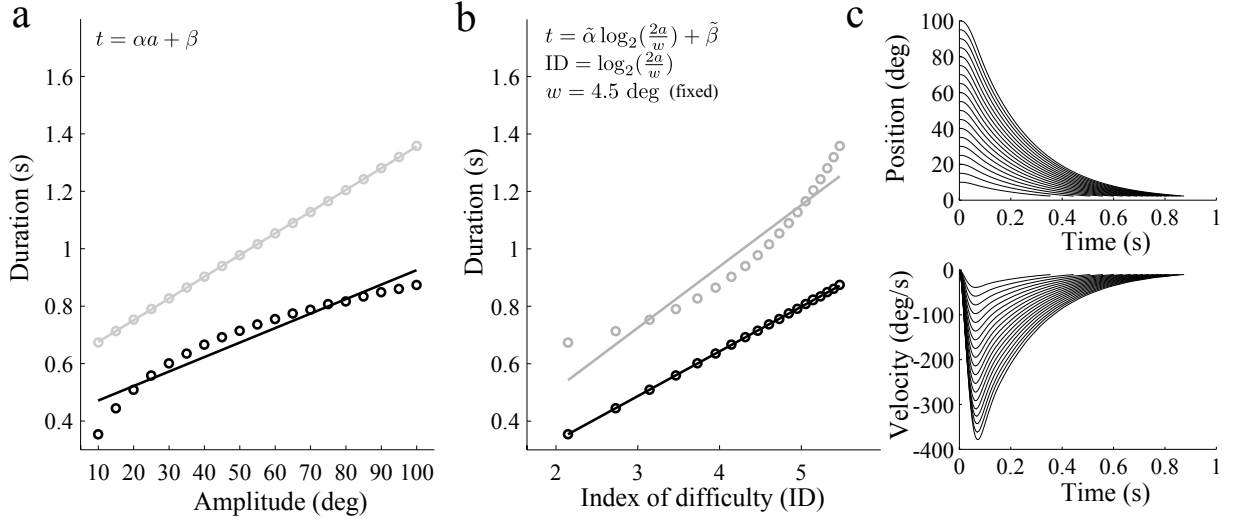 a
t = αa + β
1.6
1.4
1.2
1
0.8
0.6
0.4
Duration (s)
10 20 30 40 50 60 70 80 90 100
Amplitude (deg)
b
t = α̃ log₂(2a/w) + β̃
ID = log₂(2a/w)
w = 4.5 deg (fixed)
1.6
1.4
1.2
1
0.8
0.6
0.4
Duration (s)
2 3 4 5
Index of difficulty (ID)
c
100
80
60
40
20
0
Position (deg)
0 0.2 0.4 0.6 0.8 1
Time (s)
0
-100
-200
-300
-400
Velocity (deg/s)
0 0.2 0.4 0.6 0.8 1
Time (s)